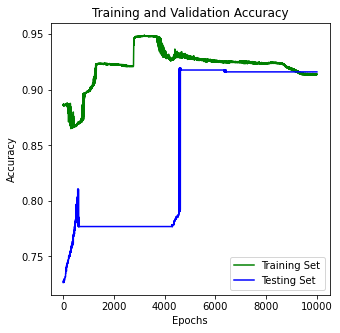 Training and Validation Accuracy
0.95
0.90
0.85
0.80
0.75
Accuracy
Training Set
Testing Set
0 2000 4000 6000 8000 10000
Epochs